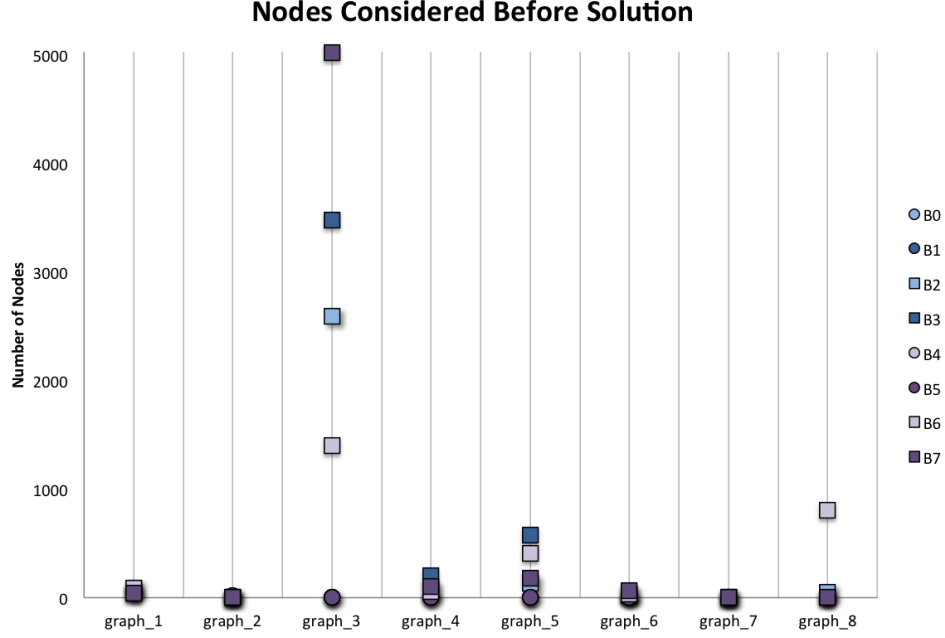 Nodes Considered Before Solution
Number of Nodes
5000
4000
3000
2000
1000
0
graph_1 graph_2 graph_3 graph_4 graph_5 graph_6 graph_7 graph_8
B0
B1
B2
B3
B4
B5
B6
B7